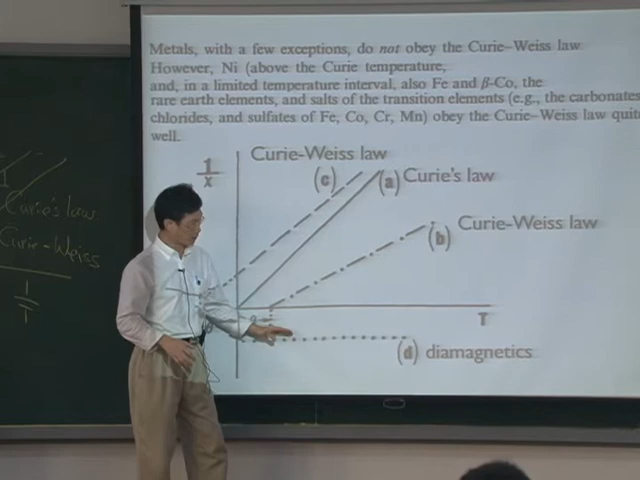 Metals, with a few exceptions, do not obey the Curie–Weiss law
However, Ni (above the Curie temperature,
and, in a limited temperature interval, also Fe and β-Co, the
rare earth elements, and salts of the transition elements (e.g., the carbonates
chlorides, and sulfates of Fe, Co, Cr, Mn) obey the Curie–Weiss law quit
well.
Curie-Weiss law
1/χ
(c)
(a) Curie's law
Curie-Weiss law
(b)
T
(d) diamagnetics
Curie's law
Curie-Weiss
1/T